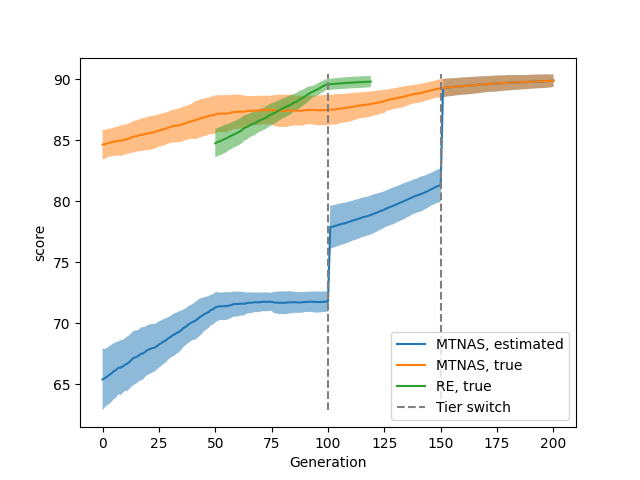 90
85
80
75
70
65
score
0 25 50 75 100 125 150 175 200
Generation
MTNAS, estimated
MTNAS, true
RE, true
Tier switch